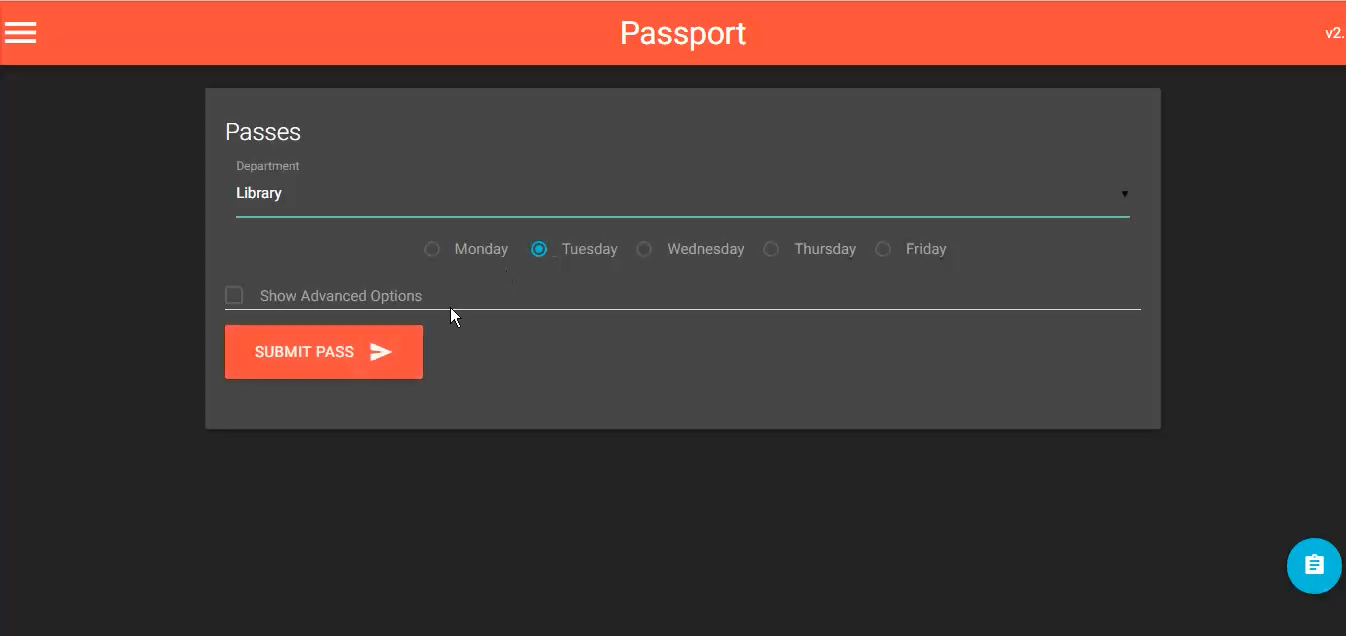 Passport
v2.
Passes
Department
Library
Monday Tuesday Wednesday Thursday Friday
Show Advanced Options
SUBMIT PASS